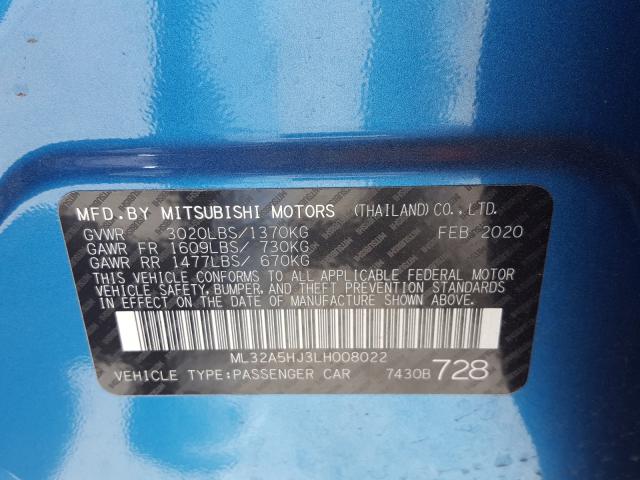 MFD.BY MITSUBISHI MOTORS (THAILAND) CO.,LTD.
GVWR 3020LBS/1370KG FEB 2020
GAWR FR 1609LBS/ 730KG
GAWR RR 1477LBS/ 670KG
THIS VEHICLE CONFORMS TO ALL APPLICABLE FEDERAL MOTOR
VEHICLE SAFETY, BUMPER, AND THEFT PREVENTION STANDARDS
IN EFFECT ON THE DATE OF MANUFACTURE SHOWN ABOVE.
ML32A5HJ3LH008022
VEHICLE TYPE:PASSENGER CAR 7430B 728